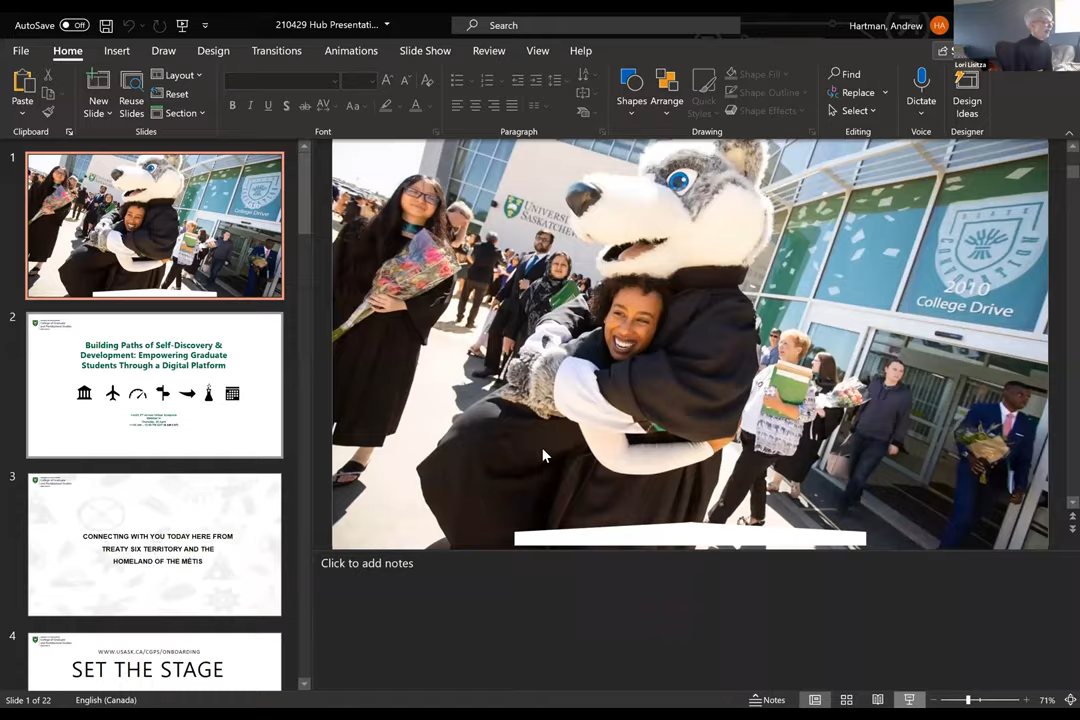 AutoSave Off 210429 Hub Presentati... Search Hartman, Andrew HA
Lori Lisitza
File Home Insert Draw Design Transitions Animations Slide Show Review View Help
Paste
New Slide
Reuse Slides
Layout
Reset
Section
B I U S ab AV Aa A
Shapes
Arrange
Quick Styles
Shape Fill
Shape Outline
Shape Effects
Find
Replace
Select
Dictate
Design Ideas
Clipboard Slides Font Paragraph Drawing Editing Voice Designer
1
College Drive
2
Building Paths of Self-Discovery &
Development: Empowering Graduate
Students Through a Digital Platform
3
CONNECTING WITH YOU TODAY HERE FROM
TREATY SIX TERRITORY AND THE
HOMELAND OF THE MÉTIS
4
WWW.USASK.CA/CGPS/ONBOARDING
SET THE STAGE
2010
College Drive
Click to add notes
Slide 1 of 22 English (Canada) Notes 71%